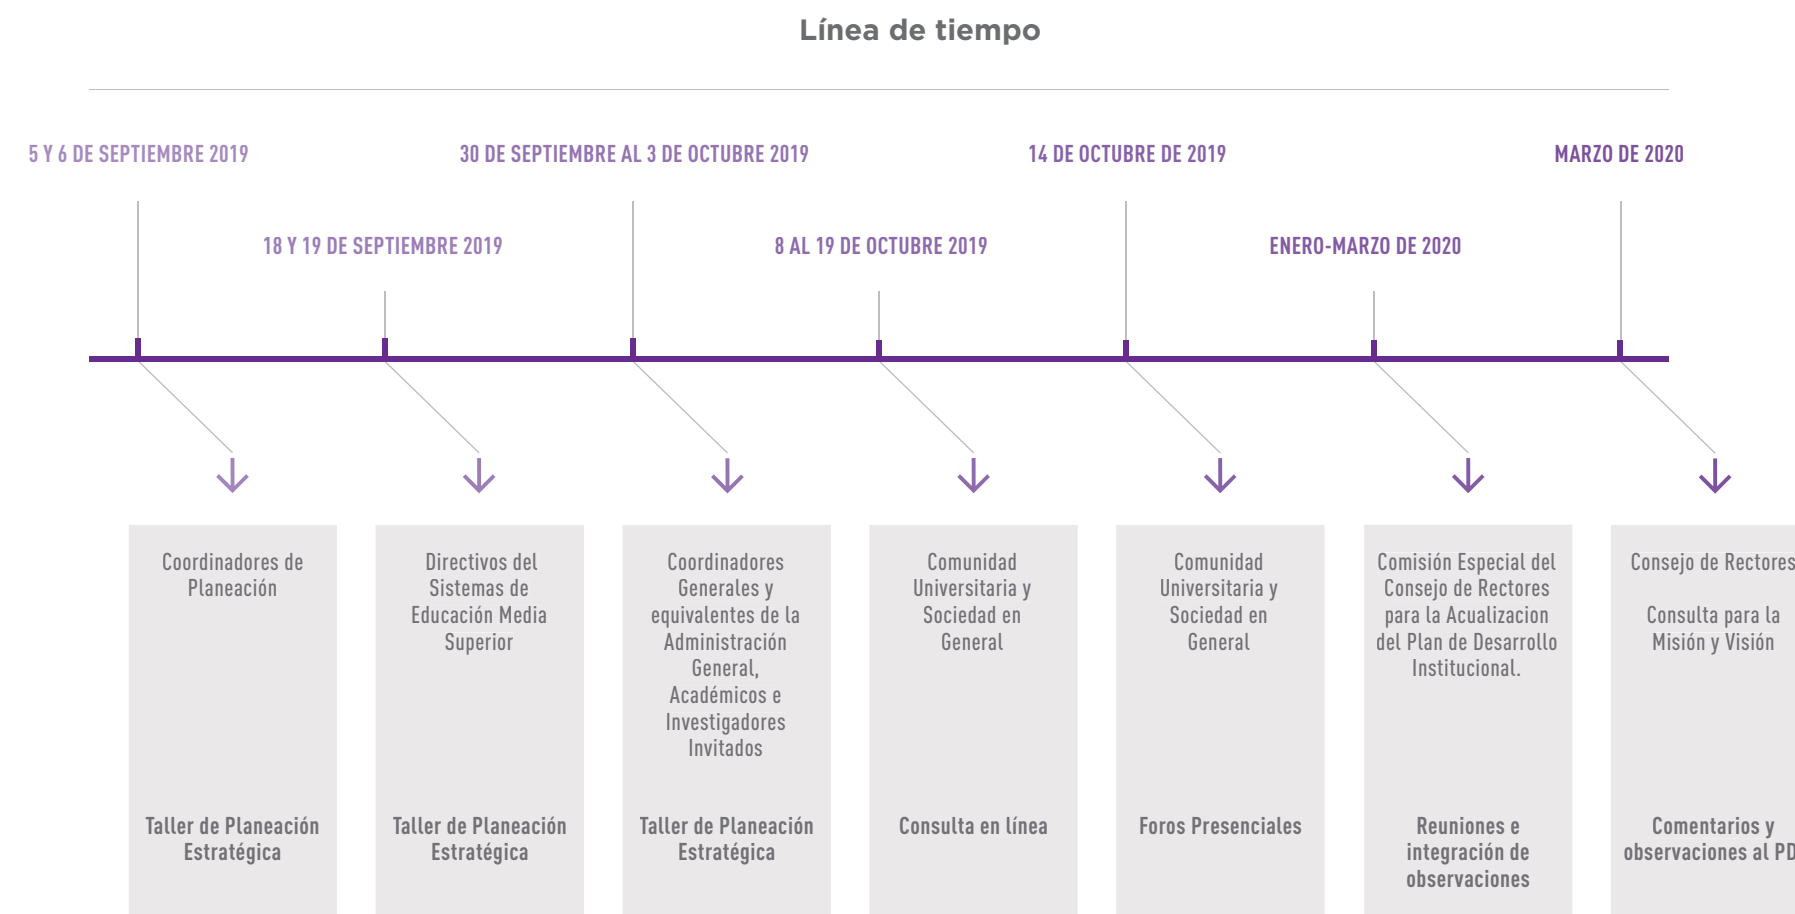 Línea de tiempo
5 Y 6 DE SEPTIEMBRE 2019
30 DE SEPTIEMBRE AL 3 DE OCTUBRE 2019
14 DE OCTUBRE DE 2019
MARZO DE 2020
18 Y 19 DE SEPTIEMBRE 2019
8 AL 19 DE OCTUBRE 2019
ENERO-MARZO DE 2020
Coordinadores de
Planeación
Taller de Planeación
Estratégica
Directivos del
Sistemas de
Educación Media
Superior
Taller de Planeación
Estratégica
Coordinadores
Generales y
equivalentes de la
Administración
General,
Académicos e
Investigadores
Invitados
Taller de Planeación
Estratégica
Comunidad
Universitaria y
Sociedad en
General
Consulta en línea
Comunidad
Universitaria y
Sociedad en
General
Foros Presenciales
Comisión Especial del
Consejo de Rectores
para la Acualizacion
del Plan de Desarrollo
Institucional.
Reuniones e
integración de
observaciones
Consejo de Rectores
Consulta para la
Misión y Visión
Comentarios y
observaciones al